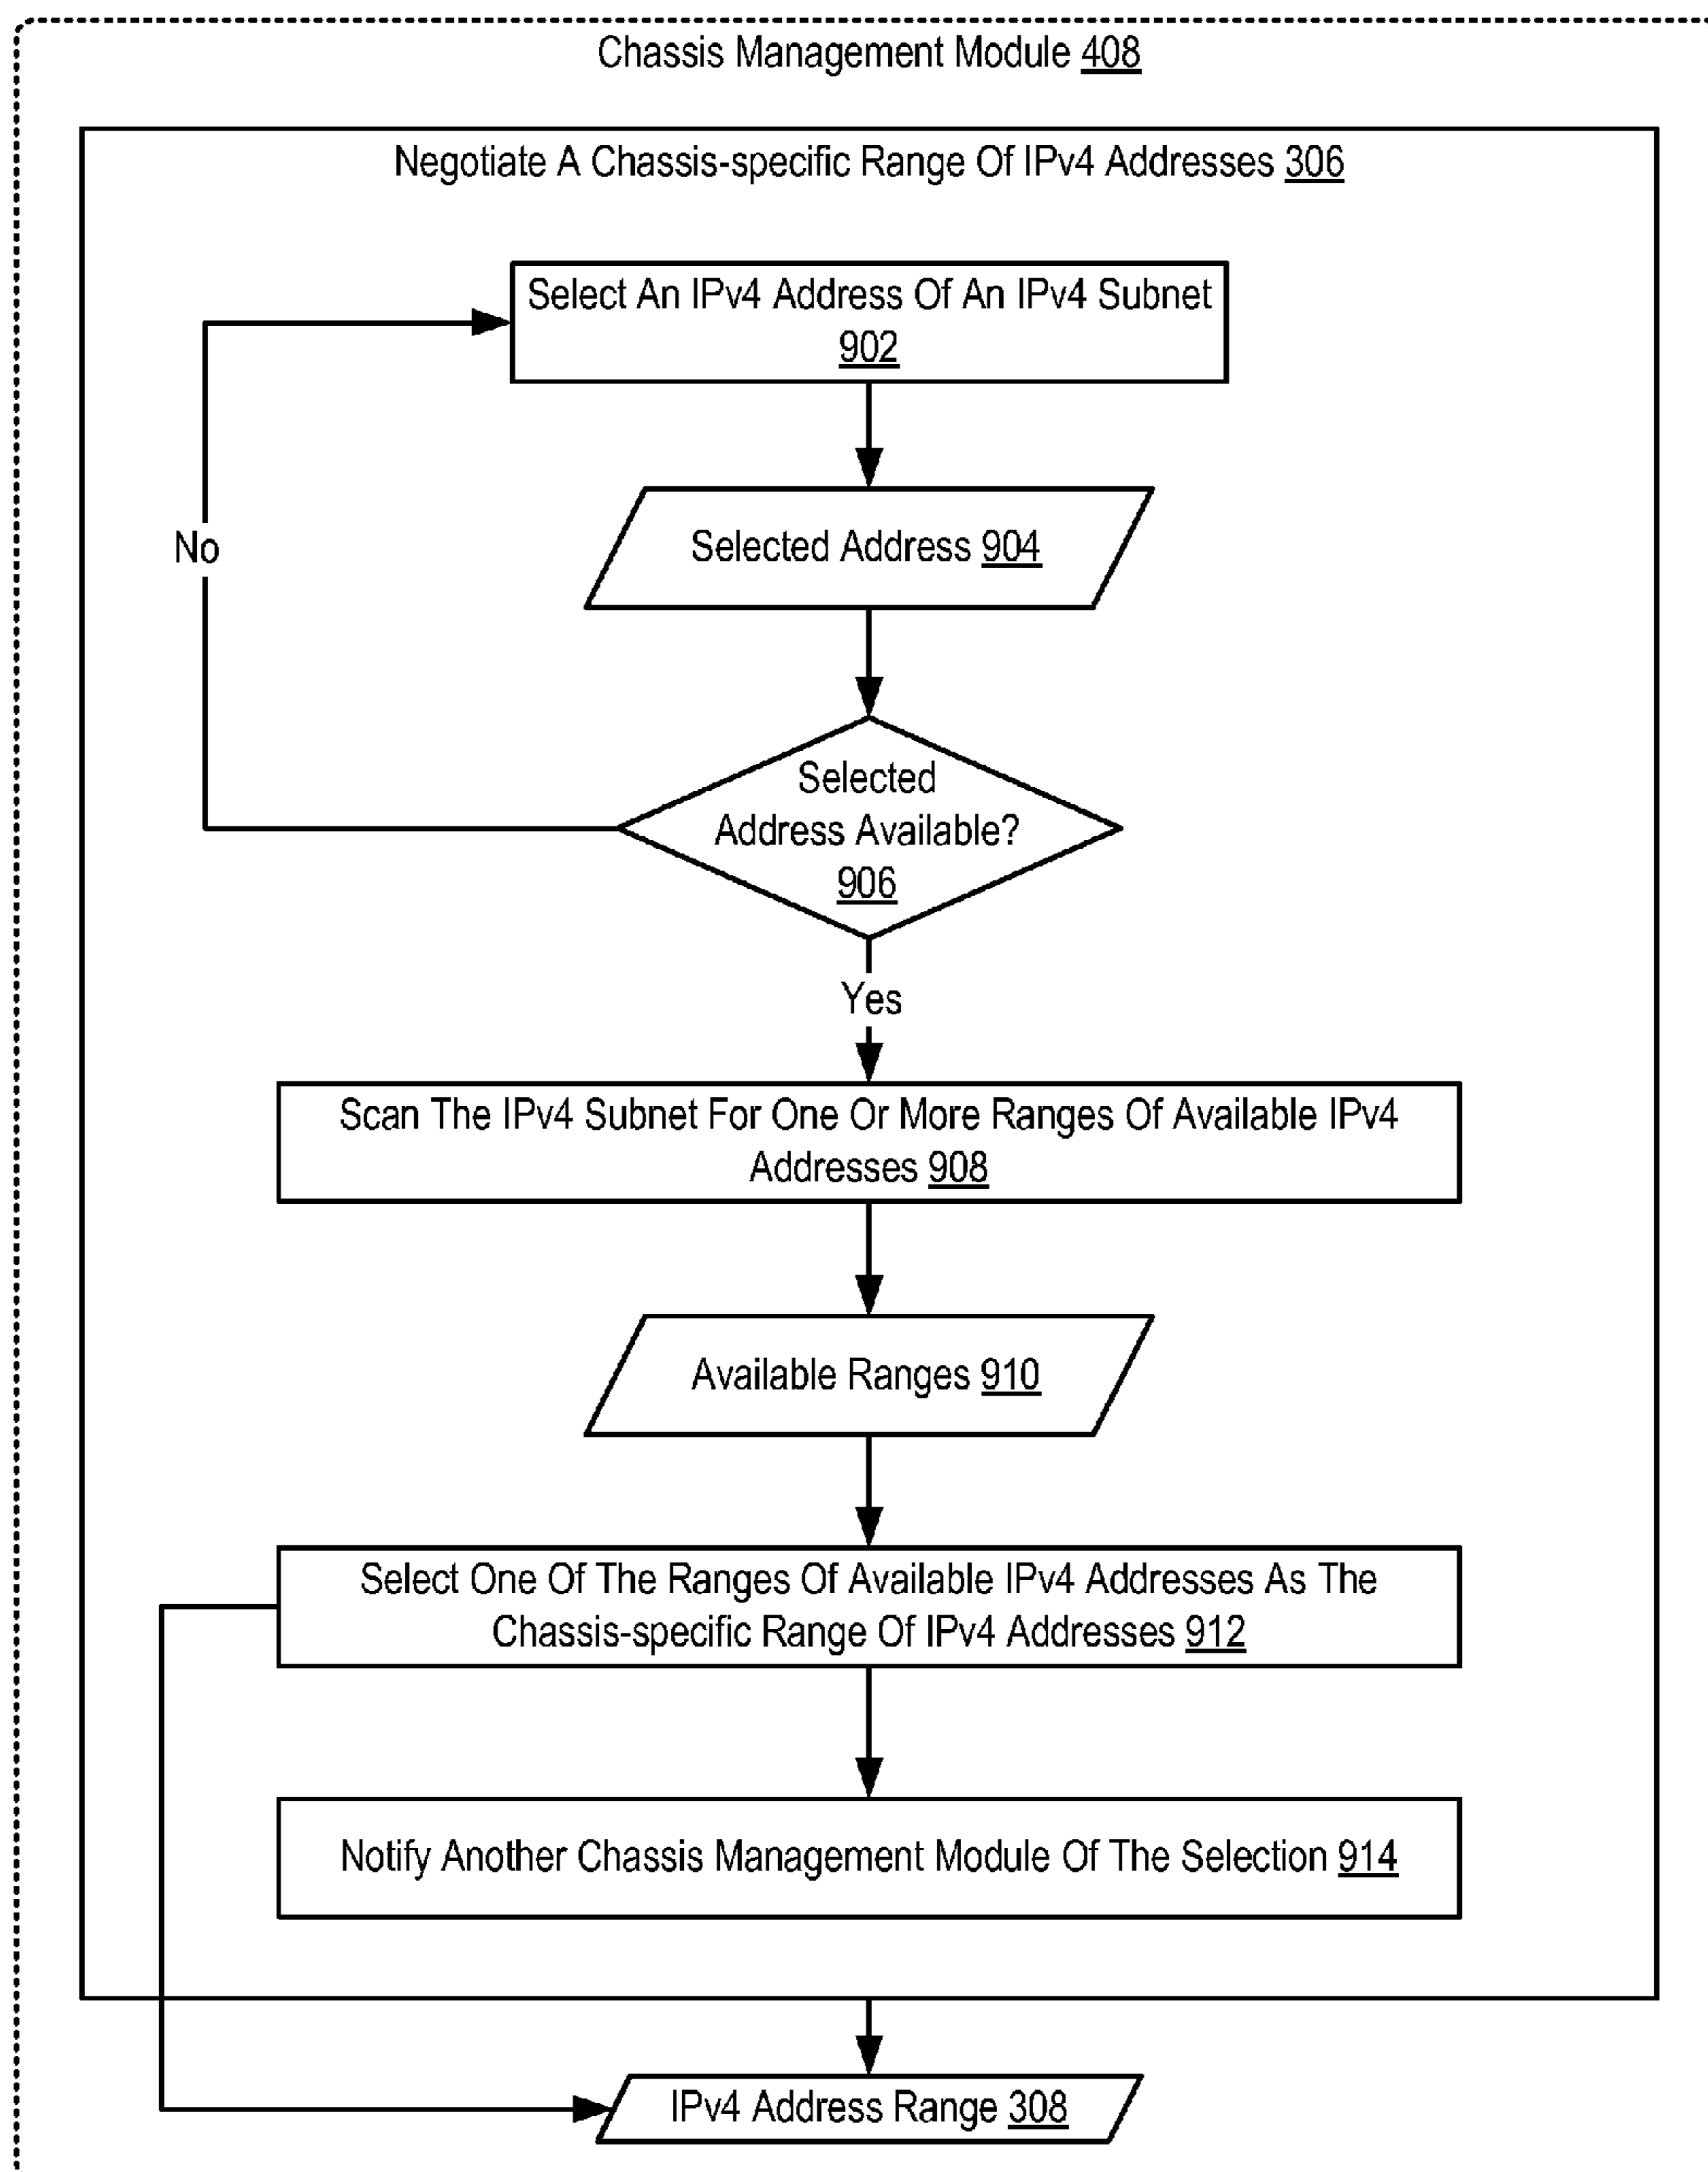 Chassis Management Module 408
Negotiate A Chassis-specific Range Of IPv4 Addresses 306
Select An IPv4 Address Of An IPv4 Subnet
902
Selected Address 904
No
Selected
Address Available?
906
Yes
Scan The IPv4 Subnet For One Or More Ranges Of Available IPv4
Addresses 908
Available Ranges 910
Select One Of The Ranges Of Available IPv4 Addresses As The
Chassis-specific Range Of IPv4 Addresses 912
Notify Another Chassis Management Module Of The Selection 914
IPv4 Address Range 308